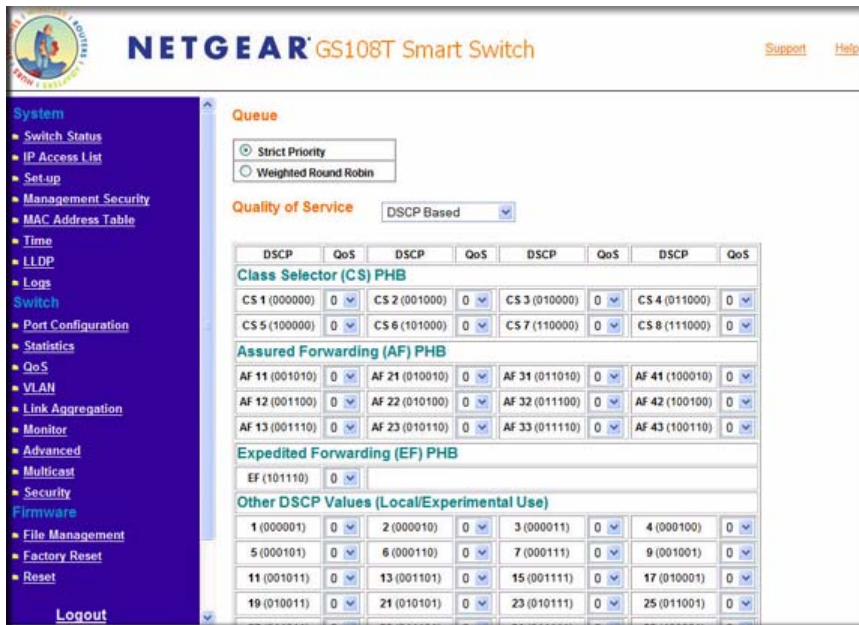 NETGEAR GS108T Smart Switch
Support Help
System
Switch Status
IP Access List
Set-up
Management Security
MAC Address Table
Time
LLDP
Logs
Switch
Port Configuration
Statistics
QoS
VLAN
Link Aggregation
Monitor
Advanced
Multicast
Security
Firmware
File Management
Factory Reset
Reset
Logout
Queue
Strict Priority
Weighted Round Robin
Quality of Service DSCP Based
DSCP QoS DSCP QoS DSCP QoS DSCP QoS
Class Selector (CS) PHB
CS 1 (000000) 0 CS 2 (001000) 0 CS 3 (010000) 0 CS 4 (011000) 0
CS 5 (100000) 0 CS 6 (101000) 0 CS 7 (110000) 0 CS 8 (111000) 0
Assured Forwarding (AF) PHB
AF 11 (001010) 0 AF 21 (010010) 0 AF 31 (011010) 0 AF 41 (100010) 0
AF 12 (001100) 0 AF 22 (010100) 0 AF 32 (011100) 0 AF 42 (100100) 0
AF 13 (001110) 0 AF 23 (010110) 0 AF 33 (011110) 0 AF 43 (100110) 0
Expedited Forwarding (EF) PHB
EF (101110) 0
Other DSCP Values (Local/Experimental Use)
1 (000001) 0 2 (000010) 0 3 (000011) 0 4 (000100) 0
5 (000101) 0 6 (000110) 0 7 (000111) 0 9 (001001) 0
11 (001011) 0 13 (001101) 0 15 (001111) 0 17 (010001) 0
19 (010011) 0 21 (010101) 0 23 (010111) 0 25 (011001) 0